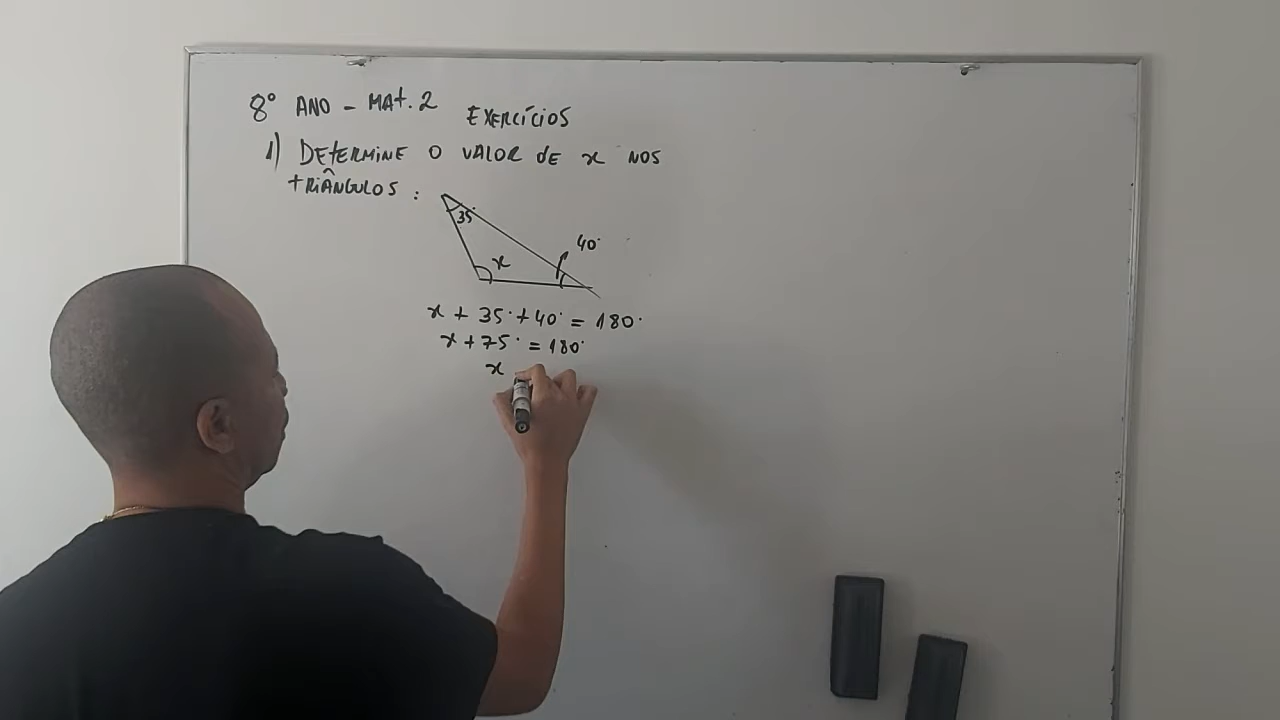 8° ANO - MAt. 2 EXERCÍCIOS
1) DETERMINE O VALOR DE x NOS
tRIÂNGULOS :
35°
x
40°
x + 35° + 40° = 180°
x + 75° = 180°
x